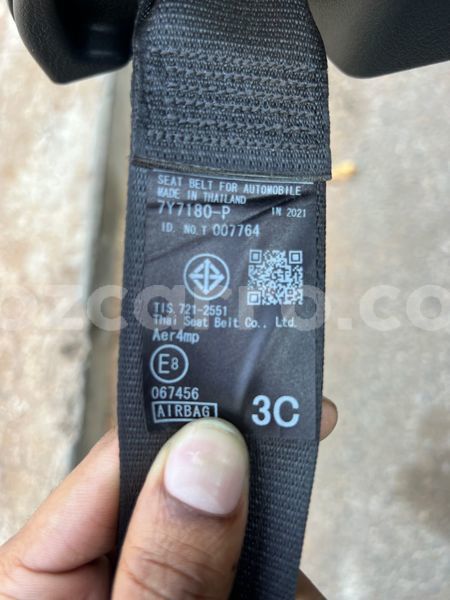 SEAT BELT FOR AUTOMOBILE
MADE IN THAILAND
7Y7180-P IN 2021
ID. NO.T 007764
TIS.721-2551
Thai Seat Belt Co., Ltd.
Aer4mp
E8
067456
AIRBAG 3C